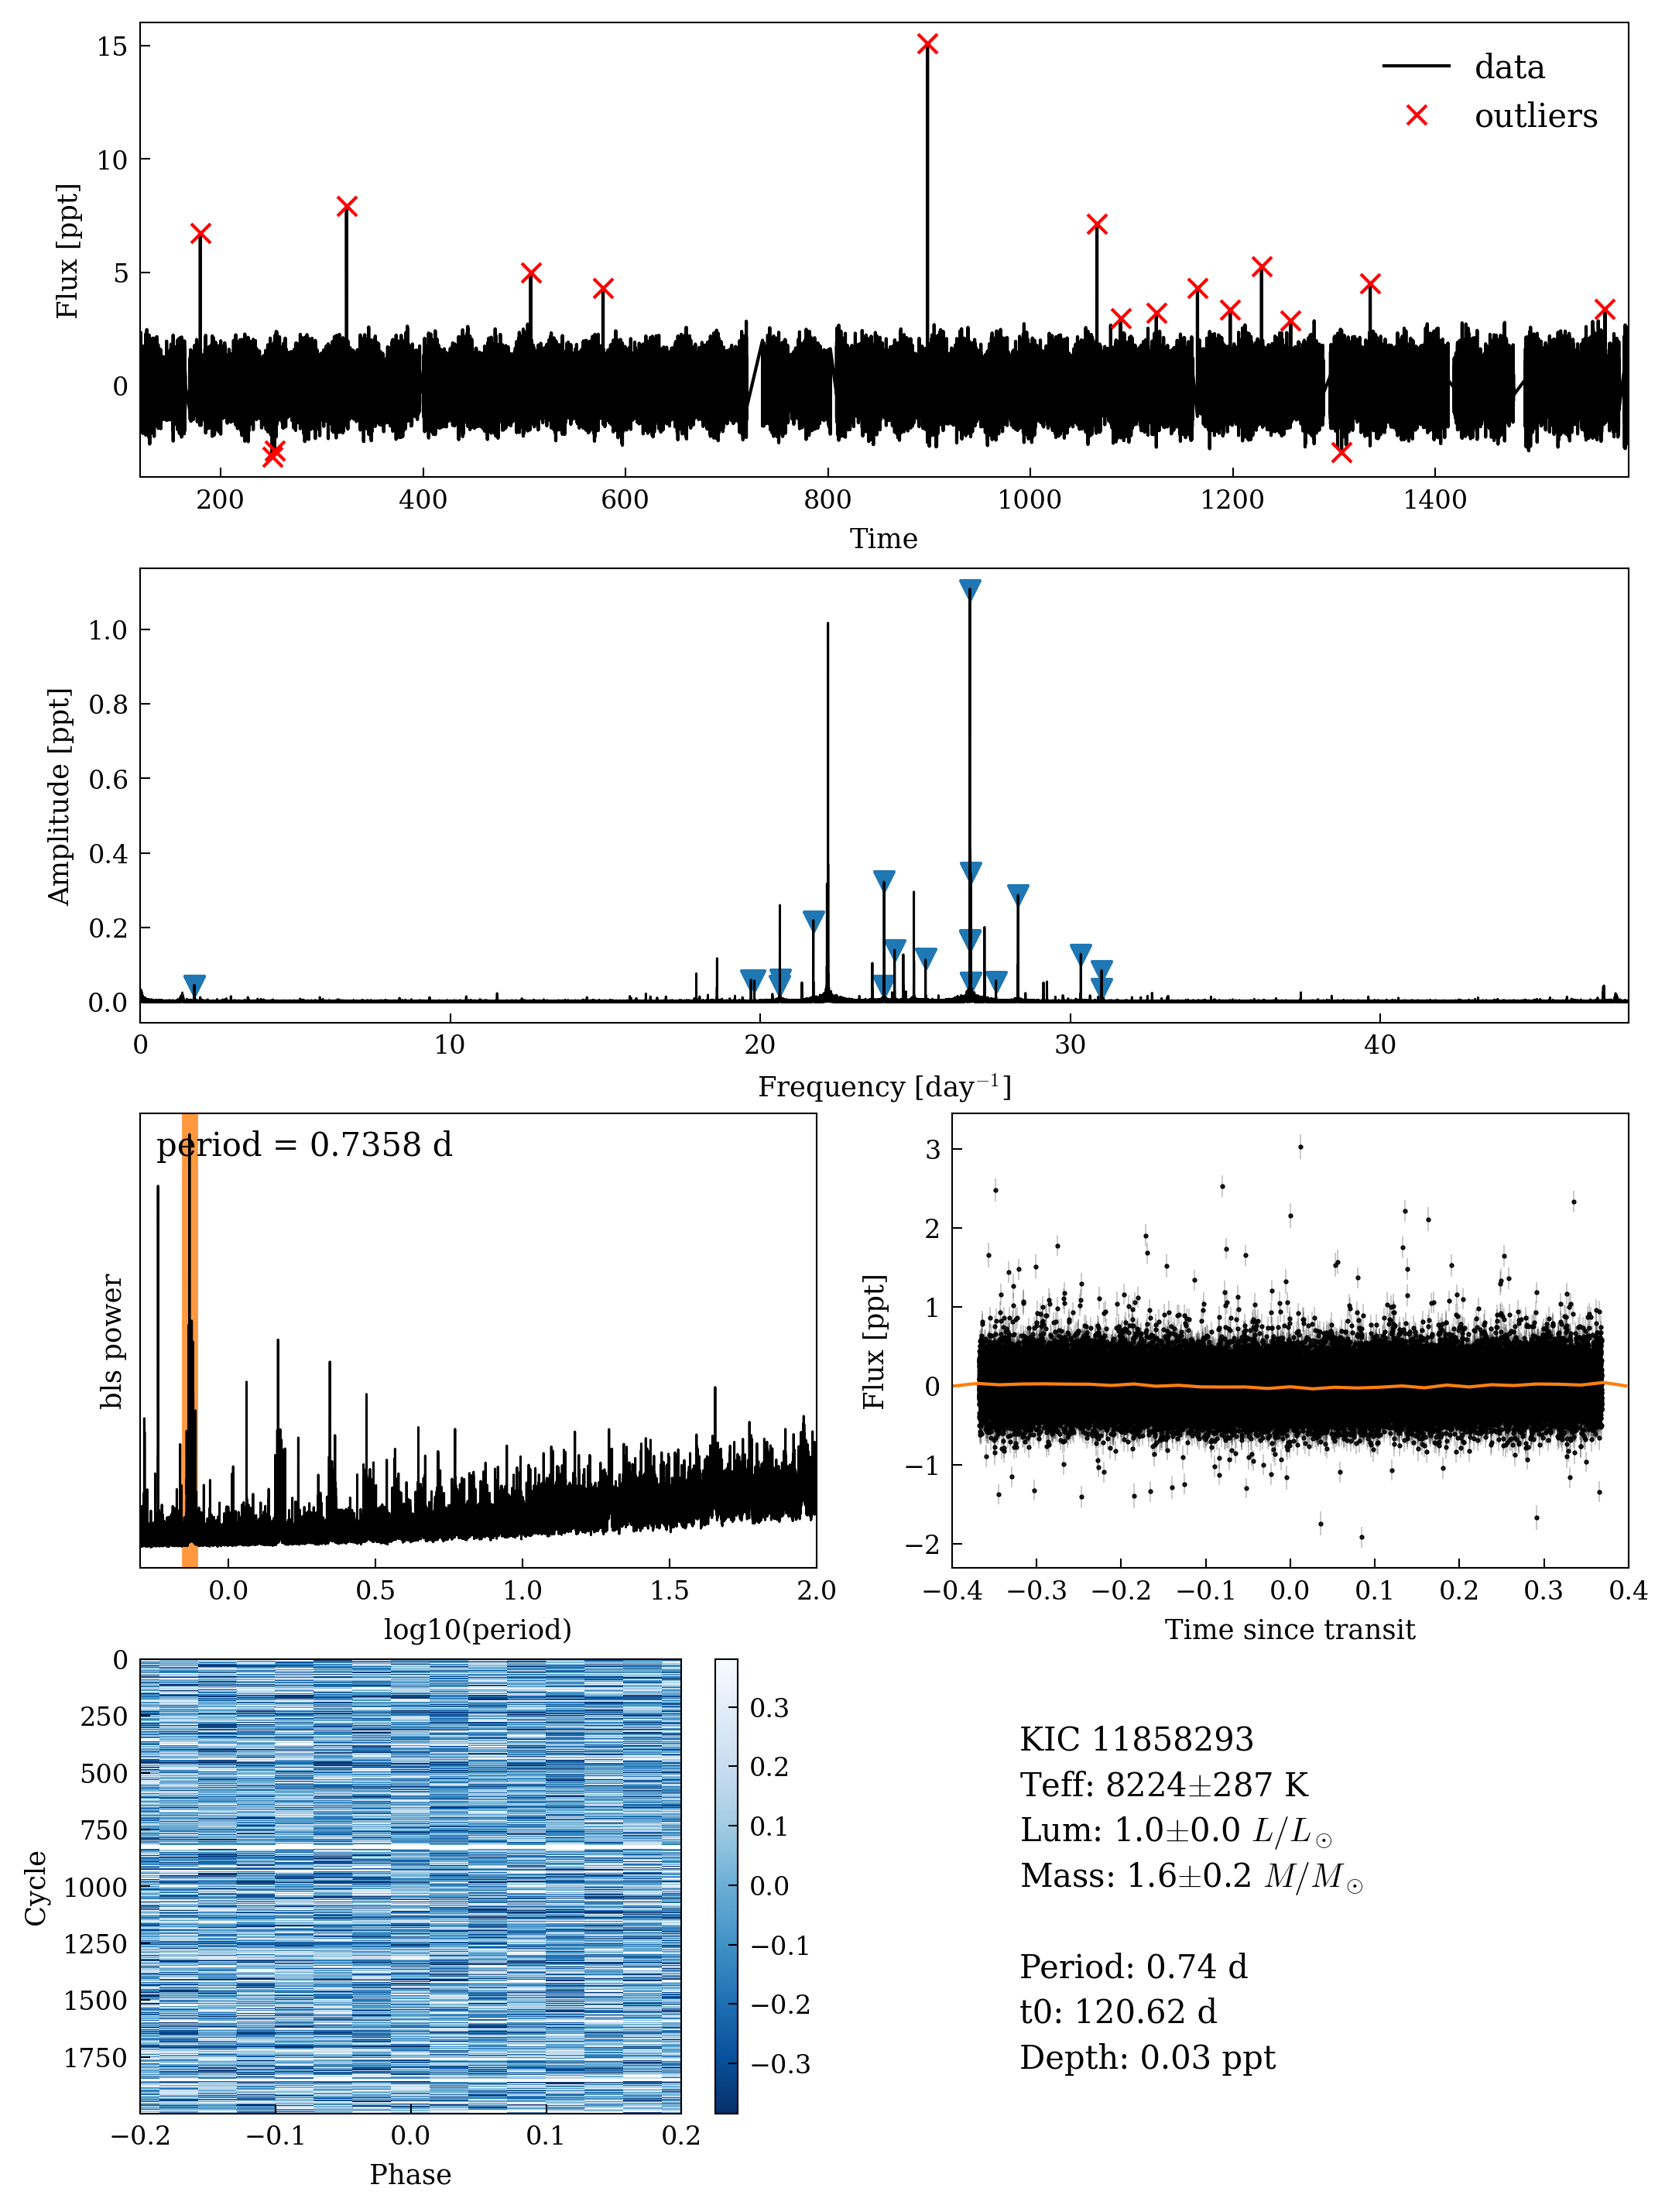 15
10
5
0
Flux [ppt]
data
outliers
200 400 600 800 1000 1200 1400
Time
1.0
0.8
0.6
0.4
0.2
0.0
Amplitude [ppt]
0 10 20 30 40
Frequency [day⁻¹]
period = 0.7358 d
bls power
0.0 0.5 1.0 1.5 2.0
log10(period)
3
2
1
0
−1
−2
Flux [ppt]
−0.4 −0.3 −0.2 −0.1 0.0 0.1 0.2 0.3 0.4
Time since transit
0
250
500
750
1000
1250
1500
1750
Cycle
−0.2 −0.1 0.0 0.1 0.2
Phase
0.3
0.2
0.1
0.0
−0.1
−0.2
−0.3
KIC 11858293
Teff: 8224±287 K
Lum: 1.0±0.0 L/L☉
Mass: 1.6±0.2 M/M☉
Period: 0.74 d
t0: 120.62 d
Depth: 0.03 ppt